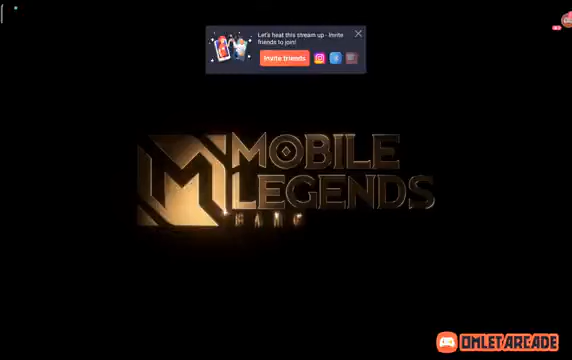 Let's heat this stream up - Invite
friends to join!
Invite friends
MOBILE
LEGENDS
BANG
OMLET ARCADE